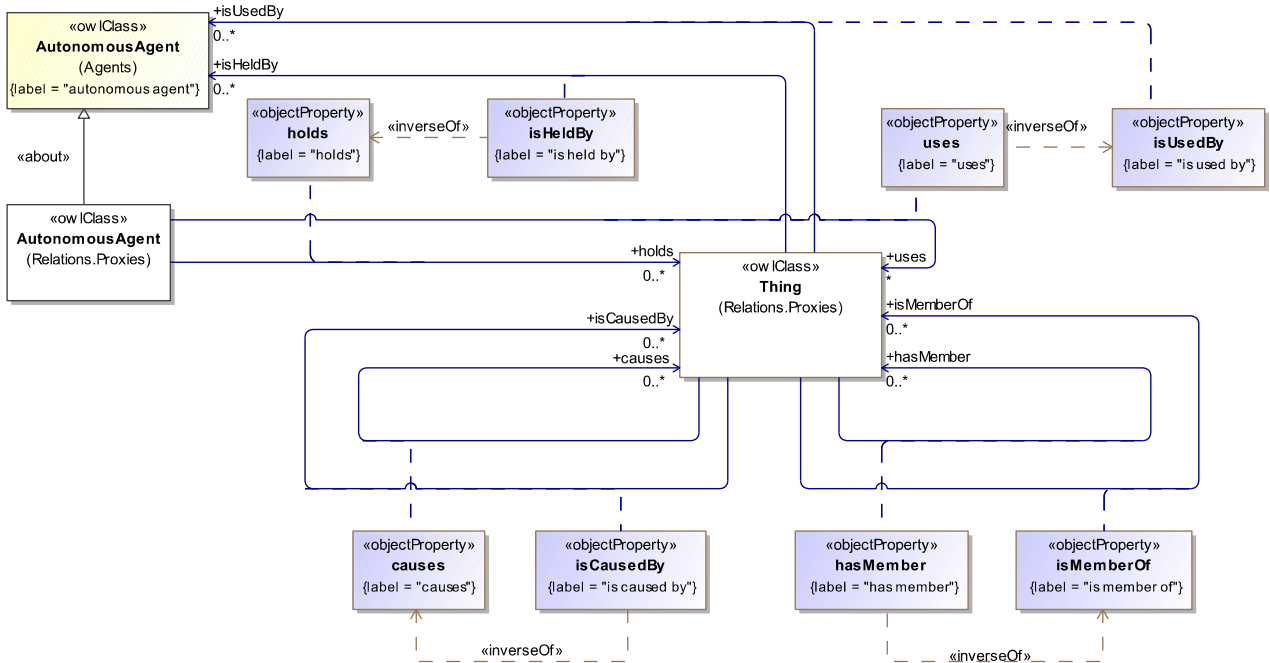 «owlClass»
AutonomousAgent
(Agents)
{label = "autonomous agent"}
+isUsedBy
0..*
+isHeldBy
0..*
«objectProperty»
holds
{label = "holds"}
«inverseOf»
«objectProperty»
isHeldBy
{label = "is held by"}
«objectProperty»
uses
{label = "uses"}
«inverseOf»
«objectProperty»
isUsedBy
{label = "is used by"}
«about»
«owlClass»
AutonomousAgent
(Relations.Proxies)
+holds
0..*
«owlClass»
Thing
(Relations.Proxies)
+uses
*
+isCausedBy
0..*
+isMemberOf
0..*
+causes
0..*
+hasMember
0..*
«objectProperty»
causes
{label = "causes"}
«objectProperty»
isCausedBy
{label = "is caused by"}
«objectProperty»
hasMember
{label = "has member"}
«objectProperty»
isMemberOf
{label = "is member of"}
«inverseOf»
«inverseOf»